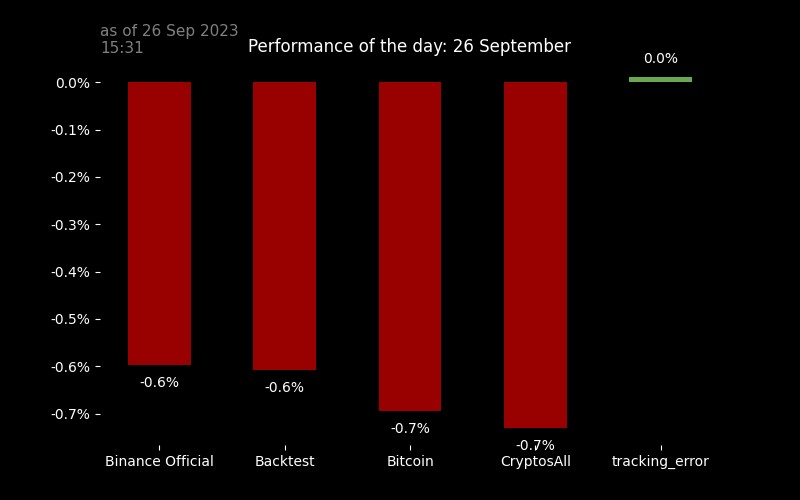 as of 26 Sep 2023
15:31
Performance of the day: 26 September
0.0%
0.0%
-0.1%
-0.2%
-0.3%
-0.4%
-0.5%
-0.6%
-0.7%
-0.6%
-0.6%
-0.7%
-0.7%
Binance Official
Backtest
Bitcoin
CryptosAll
tracking_error